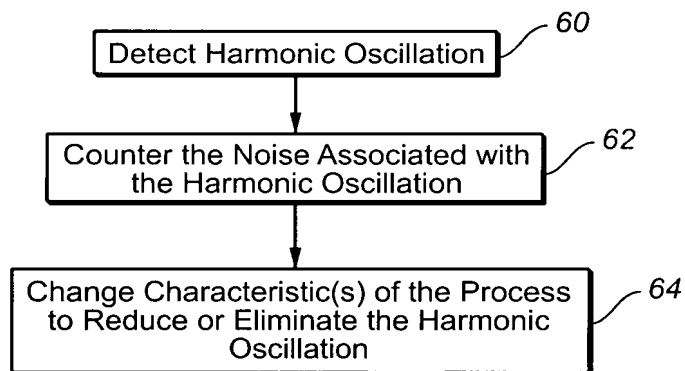 60
Detect Harmonic Oscillation
62
Counter the Noise Associated with
the Harmonic Oscillation
64
Change Characteristic(s) of the Process
to Reduce or Eliminate the Harmonic
Oscillation